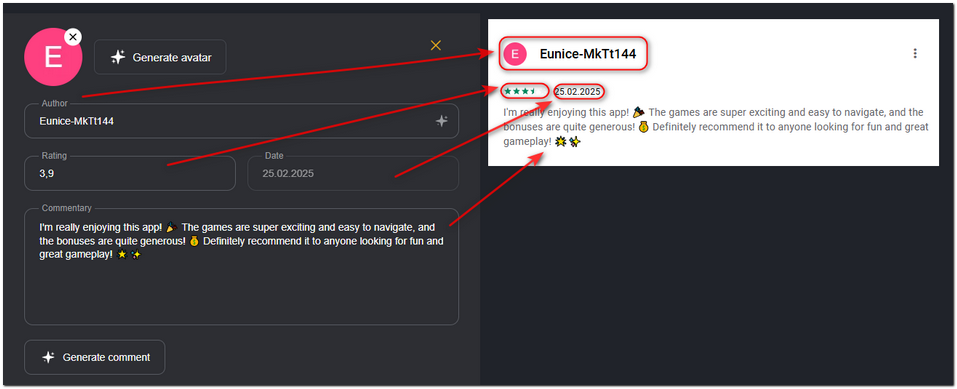 E
Generate avatar
Author
Eunice-MkTt144
Rating
3,9
Date
25.02.2025
Commentary
I'm really enjoying this app! 🎉 The games are super exciting and easy to navigate, and
the bonuses are quite generous! 💰 Definitely recommend it to anyone looking for fun and
great gameplay! 🌟 ✨
Generate comment
E
Eunice-MkTt144
25.02.2025
I'm really enjoying this app! 🎉 The games are super exciting and easy to navigate, and the
bonuses are quite generous! 💰 Definitely recommend it to anyone looking for fun and great
gameplay! 🌟 ✨